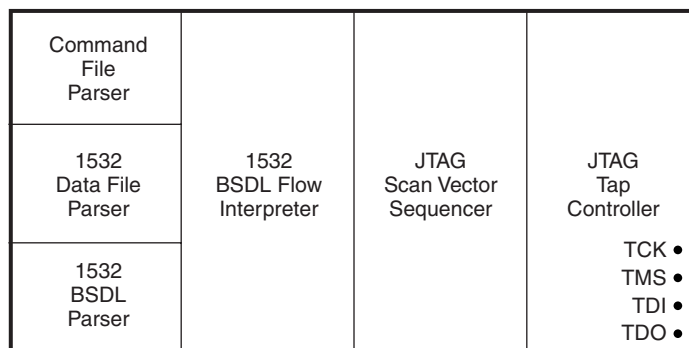 Command
File
Parser
1532
Data File
Parser
1532
BSDL
Parser
1532
BSDL Flow
Interpreter
JTAG
Scan Vector
Sequencer
JTAG
Tap
Controller
TCK
TMS
TDI
TDO